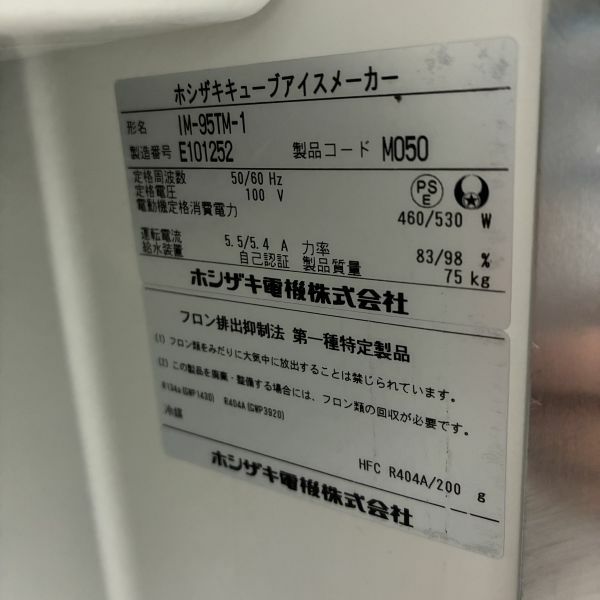 ホシザキキューブアイスメーカー
形名 IM-95TM-1
製造番号 E101252 製品コード M050
定格周波数 50/60 Hz
定格電圧 100 V
電動機定格消費電力 460/530 W
PS
E
運転電流 5.5/5.4 A 力率 83/98 %
給水装置 自己認証 製品質量 75 kg
ホシザキ電機株式会社
フロン排出抑制法 第一種特定製品
(1) フロン類をみだりに大気中に放出することは禁じられています。
(2) この製品を廃棄・整備する場合には、フロン類の回収が必要です。
R134a(GWP1430) R404A(GWP3920)
冷媒 HFC R404A/200 g
ホシザキ電機株式会社